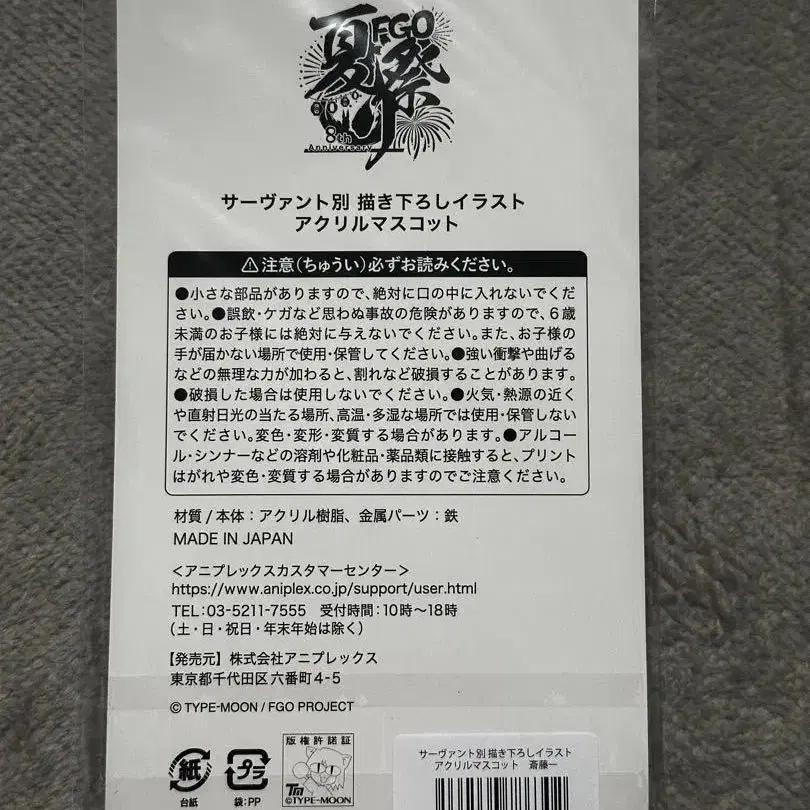 FGO
夏祭
8th
Anniversary
サーヴァント別 描き下ろしイラスト
アクリルマスコット
⚠注意(ちゅうい)必ずお読みください。
●小さな部品がありますので、絶対に口の中に入れないでくだ
さい。●誤飲・ケガなど思わぬ事故の危険がありますので、6歳
未満のお子様には絶対に与えないでください。また、お子様の
手が届かない場所で使用・保管してください。●強い衝撃や曲げる
などの無理な力が加わると、割れなど破損することがあります。
●破損した場合は使用しないでください。●火気・熱源の近く
や直射日光の当たる場所、高温・多湿な場所では使用・保管しない
でください。変色・変形・変質する場合があります。●アルコー
ル・シンナーなどの溶剤や化粧品・薬品類に接触すると、プリント
はがれや変色・変質する場合がありますのでご注意ください。
材質/本体:アクリル樹脂、金属パーツ:鉄
MADE IN JAPAN
<アニプレックスカスタマーセンター>
https://www.aniplex.co.jp/support/user.html
TEL:03-5211-7555 受付時間:10時〜18時
(土・日・祝日・年末年始は除く)
【発売元】株式会社アニプレックス
東京都千代田区六番町4-5
© TYPE-MOON / FGO PROJECT
紙
台紙
プラ
袋:PP
版権許諾証
TM
©TYPE-MOON
サーヴァント別 描き下ろしイラスト
アクリルマスコット 斎藤一